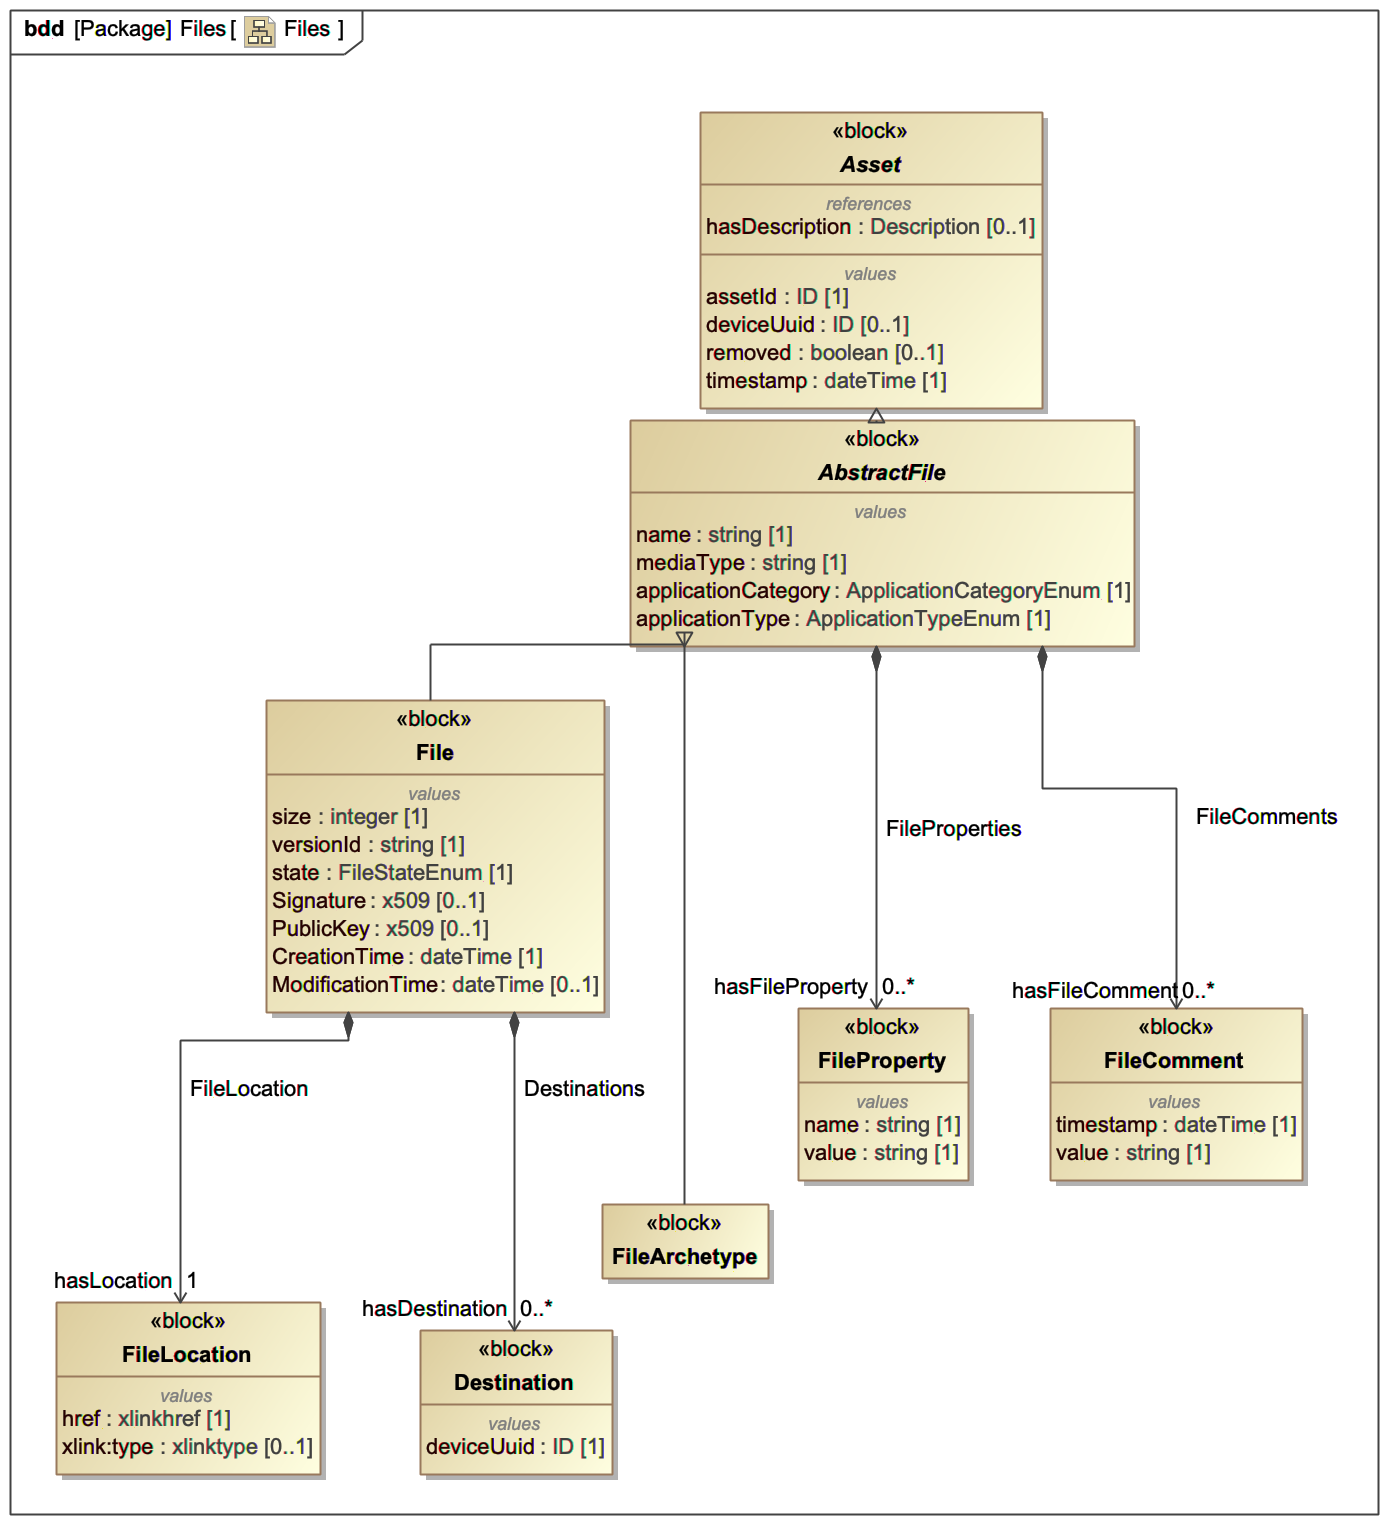 bdd [Package] Files [ Files ]
«block»
Asset
references
hasDescription : Description [0..1]
values
assetId : ID [1]
deviceUuid : ID [0..1]
removed : boolean [0..1]
timestamp : dateTime [1]
«block»
AbstractFile
values
name : string [1]
mediaType : string [1]
applicationCategory : ApplicationCategoryEnum [1]
applicationType : ApplicationTypeEnum [1]
«block»
File
values
size : integer [1]
versionId : string [1]
state : FileStateEnum [1]
Signature : x509 [0..1]
PublicKey : x509 [0..1]
CreationTime : dateTime [1]
ModificationTime : dateTime [0..1]
FileProperties
FileComments
hasFileProperty 0..*
hasFileComment 0..*
«block»
FileProperty
values
name : string [1]
value : string [1]
«block»
FileComment
values
timestamp : dateTime [1]
value : string [1]
FileLocation
Destinations
«block»
FileArchetype
hasLocation 1
hasDestination 0..*
«block»
FileLocation
values
href : xlinkhref [1]
xlink:type : xlinktype [0..1]
«block»
Destination
values
deviceUuid : ID [1]